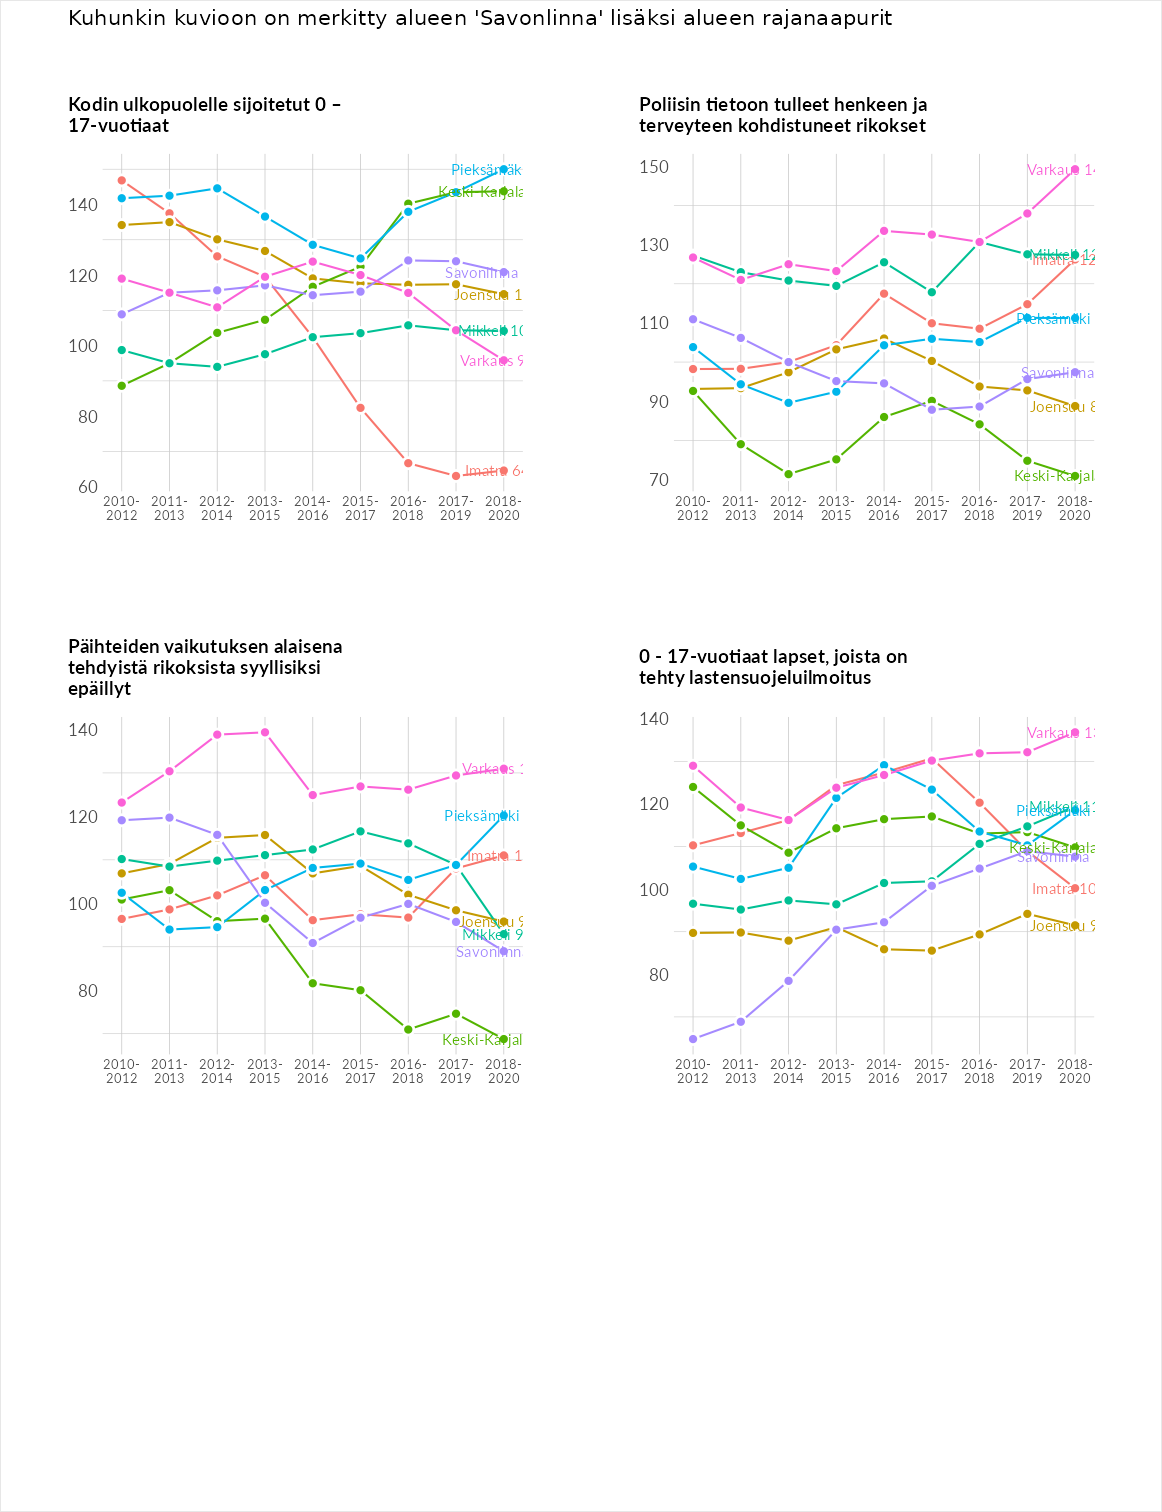 Kuhunkin kuvioon on merkitty alueen 'Savonlinna' lisäksi alueen rajanaapurit
Kodin ulkopuolelle sijoitetut 0 –
17-vuotiaat
140
120
100
80
60
Pieksämäk
Keski-Karjala
Savonlinna
Joensuu 1
Mikkeli 10
Varkaus 9
Imatra 64
2010- 2011- 2012- 2013- 2014- 2015- 2016- 2017- 2018-
2012 2013 2014 2015 2016 2017 2018 2019 2020
Poliisin tietoon tulleet henkeen ja
terveyteen kohdistuneet rikokset
150
130
110
90
70
Varkaus 14
Mikkeli 12
Imatra 12
Pieksämäki
Savonlinna
Joensuu 8
Keski-Karjal
2010- 2011- 2012- 2013- 2014- 2015- 2016- 2017- 2018-
2012 2013 2014 2015 2016 2017 2018 2019 2020
Päihteiden vaikutuksen alaisena
tehdyistä rikoksista syyllisiksi
epäillyt
140
120
100
80
Varkaus 1
Pieksämäki
Imatra 1
Joensuu 9
Mikkeli 9
Savonlinn
Keski-Karjal
2010- 2011- 2012- 2013- 2014- 2015- 2016- 2017- 2018-
2012 2013 2014 2015 2016 2017 2018 2019 2020
0 - 17-vuotiaat lapset, joista on
tehty lastensuojeluilmoitus
140
120
100
80
Varkaus 13
Mikkeli 11
Pieksämäki
Keski-Karjala
Savonlinna
Imatra 10
Joensuu 9
2010- 2011- 2012- 2013- 2014- 2015- 2016- 2017- 2018-
2012 2013 2014 2015 2016 2017 2018 2019 2020